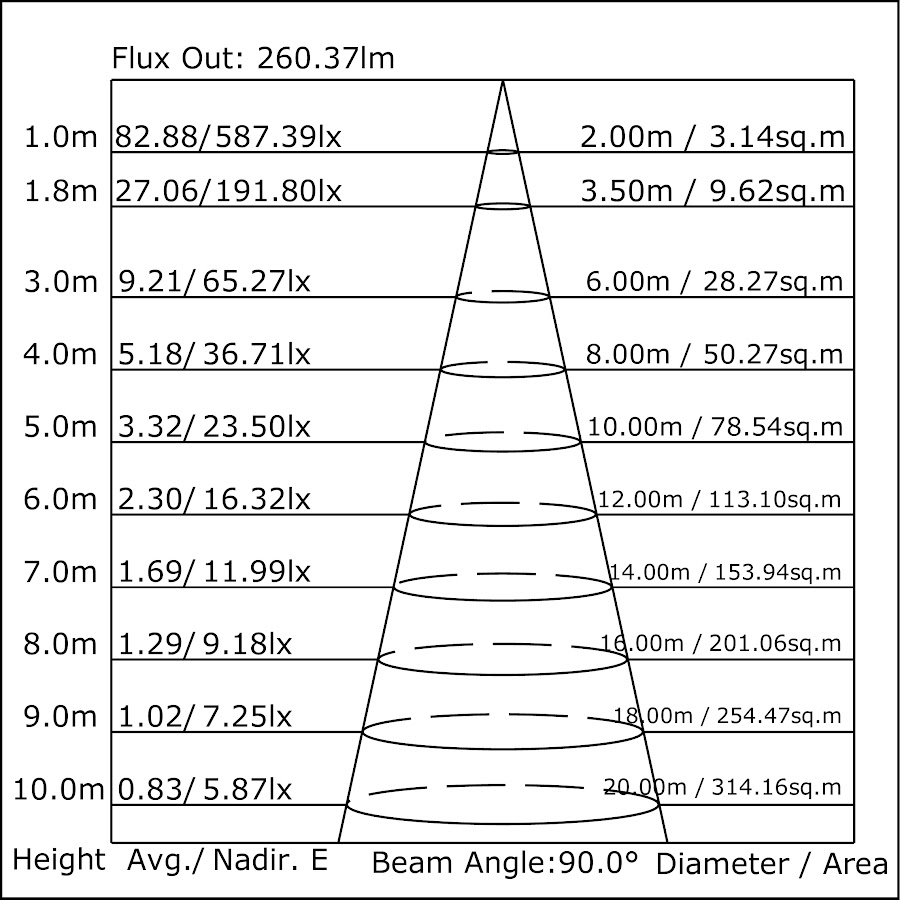 Flux Out: 260.37lm
1.0m 82.88/587.39lx 2.00m / 3.14sq.m
1.8m 27.06/191.80lx 3.50m / 9.62sq.m
3.0m 9.21/ 65.27lx 6.00m / 28.27sq.m
4.0m 5.18/ 36.71lx 8.00m / 50.27sq.m
5.0m 3.32/ 23.50lx 10.00m / 78.54sq.m
6.0m 2.30/ 16.32lx 12.00m / 113.10sq.m
7.0m 1.69/ 11.99lx 14.00m / 153.94sq.m
8.0m 1.29/ 9.18lx 16.00m / 201.06sq.m
9.0m 1.02/ 7.25lx 18.00m / 254.47sq.m
10.0m 0.83/ 5.87lx 20.00m / 314.16sq.m
Height Avg./ Nadir. E Beam Angle:90.0° Diameter / Area